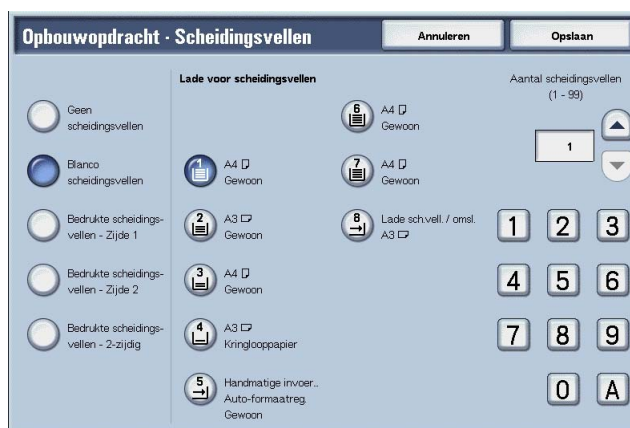 Opbouwopdracht - Scheidingsvellen
Annuleren
Opslaan
Geen
scheidingsvellen
Blanco
scheidingsvellen
Bedrukte scheidings-
vellen - Zijde 1
Bedrukte scheidings-
vellen - Zijde 2
Bedrukte scheidings-
vellen - 2-zijdig
Lade voor scheidingsvellen
1 A4
Gewoon
2 A3
Gewoon
3 A4
Gewoon
4 A3
Kringlooppapier
5 Handmatige invoer..
Auto-formaatreg.
Gewoon
6 A4
Gewoon
7 A4
Gewoon
8 Lade sch.vell. / omsl.
A3
Aantal scheidingsvellen
(1 - 99)
1
1 2 3
4 5 6
7 8 9
0 A